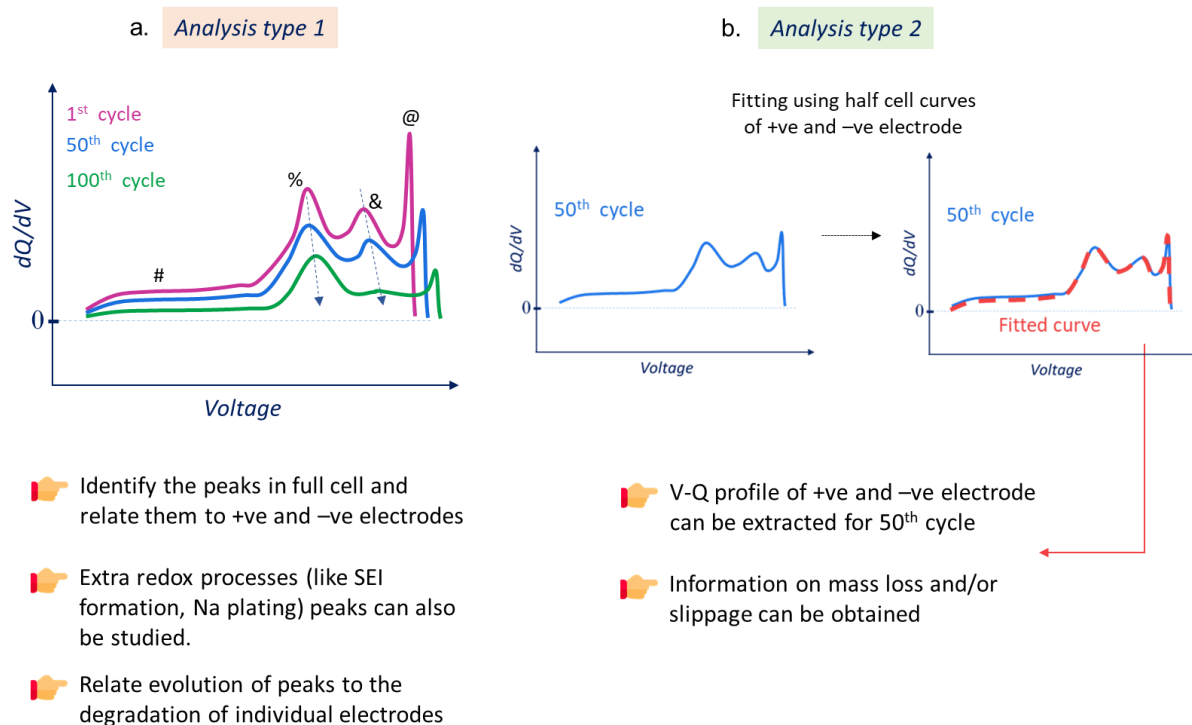 a. Analysis type 1
1st cycle
50th cycle
100th cycle
@
%
&
#
dQ/dV
0
Voltage
Identify the peaks in full cell and
relate them to +ve and –ve electrodes
Extra redox processes (like SEI
formation, Na plating) peaks can also
be studied.
Relate evolution of peaks to the
degradation of individual electrodes
b. Analysis type 2
Fitting using half cell curves
of +ve and –ve electrode
50th cycle
dQ/dV
0
Voltage
50th cycle
dQ/dV
0
Fitted curve
Voltage
V-Q profile of +ve and –ve electrode
can be extracted for 50th cycle
Information on mass loss and/or
slippage can be obtained